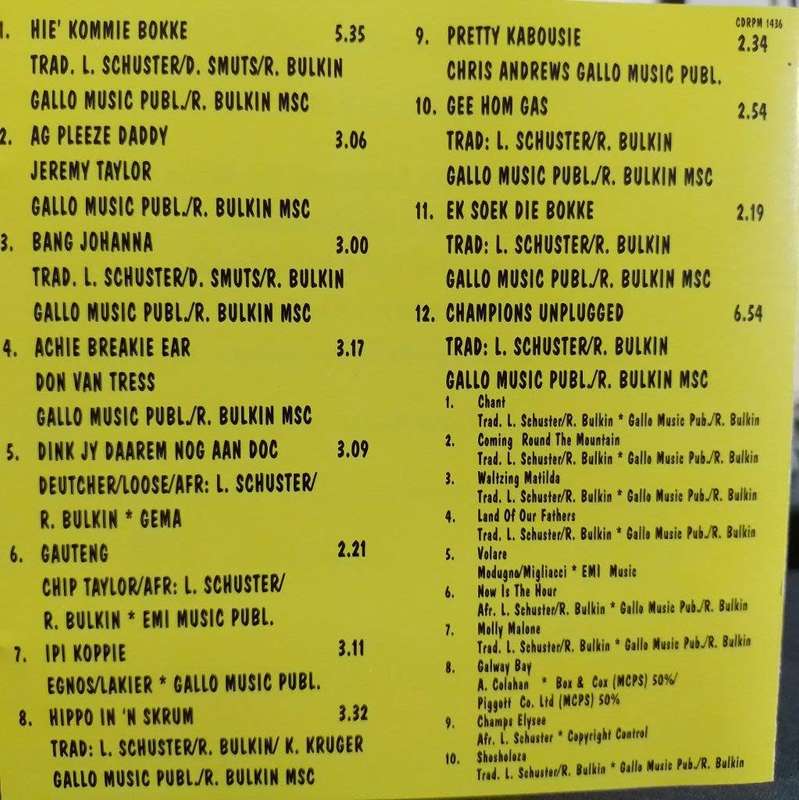 1. HIE' KOMMIE BOKKE 5.35
TRAD. L. SCHUSTER/D. SMUTS/R. BULKIN
GALLO MUSIC PUBL./R. BULKIN MSC
2. AG PLEEZE DADDY 3.06
JEREMY TAYLOR
GALLO MUSIC PUBL./R. BULKIN MSC
3. BANG JOHANNA 3.00
TRAD. L. SCHUSTER/D. SMUTS/R. BULKIN
GALLO MUSIC PUBL./R. BULKIN MSC
4. ACHIE BREAKIE EAR 3.17
DON VAN TRESS
GALLO MUSIC PUBL./R. BULKIN MSC
5. DINK JY DAAREM NOG AAN DOC 3.09
DEUTCHER/LOOSE/AFR: L. SCHUSTER/
R. BULKIN * GEMA
6. GAUTENG 2.21
CHIP TAYLOR/AFR: L. SCHUSTER/
R. BULKIN * EMI MUSIC PUBL.
7. IPI KOPPIE 3.11
EGNOS/LAKIER * GALLO MUSIC PUBL.
8. HIPPO IN 'N SKRUM 3.32
TRAD: L. SCHUSTER/R. BULKIN/ K. KRUGER
GALLO MUSIC PUBL./R. BULKIN MSC
CDRPM 1436
9. PRETTY KABOUSIE 2.34
CHRIS ANDREWS GALLO MUSIC PUBL.
10. GEE HOM GAS 2.54
TRAD: L. SCHUSTER/R. BULKIN
GALLO MUSIC PUBL./R. BULKIN MSC
11. EK SOEK DIE BOKKE 2.19
TRAD: L. SCHUSTER/R. BULKIN
GALLO MUSIC PUBL./R. BULKIN MSC
12. CHAMPIONS UNPLUGGED 6.54
TRAD: L. SCHUSTER/R. BULKIN
GALLO MUSIC PUBL./R. BULKIN MSC
1. Chant
Trad. L. Schuster/R. Bulkin * Gallo Music Pub./R. Bulkin
2. Coming Round The Mountain
Trad. L. Schuster/R. Bulkin * Gallo Music Pub./R. Bulkin
3. Waltzing Matilda
Trad. L. Schuster/R. Bulkin * Gallo Music Pub./R. Bulkin
4. Land Of Our Fathers
Trad. L. Schuster/R. Bulkin * Gallo Music Pub./R. Bulkin
5. Volare
Modugno/Migliacci * EMI Music
6. Now Is The Hour
Afr. L. Schuster/R. Bulkin * Gallo Music Pub./R. Bulkin
7. Molly Malone
Trad. L. Schuster/R. Bulkin * Gallo Music Pub./R. Bulkin
8. Galway Bay
A. Colahan * Box & Cox (MCPS) 50%/
Piggott Co. Ltd (MCPS) 50%
9. Champs Elysee
Afr. L. Schuster * Copyright Control
10. Shosholoza
Trad. L. Schuster/R. Bulkin * Gallo Music Pub./R. Bulkin